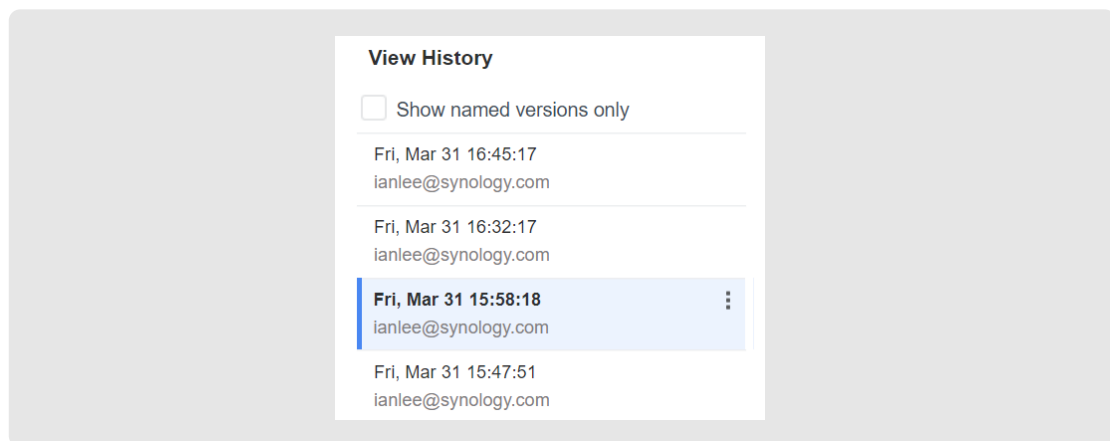 View History
Show named versions only
Fri, Mar 31 16:45:17
ianlee@synology.com
Fri, Mar 31 16:32:17
ianlee@synology.com
Fri, Mar 31 15:58:18
ianlee@synology.com
Fri, Mar 31 15:47:51
ianlee@synology.com